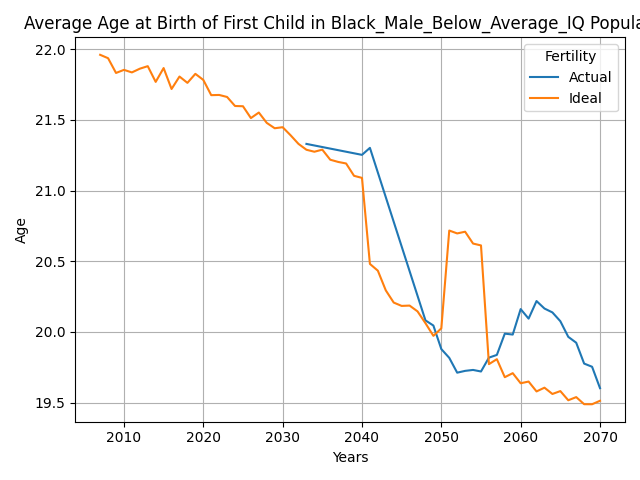 Average Age at Birth of First Child in Black_Male_Below_Average_IQ Popula
Fertility
Actual
Ideal
22.0
21.5
21.0
20.5
20.0
19.5
Age
2010 2020 2030 2040 2050 2060 2070
Years